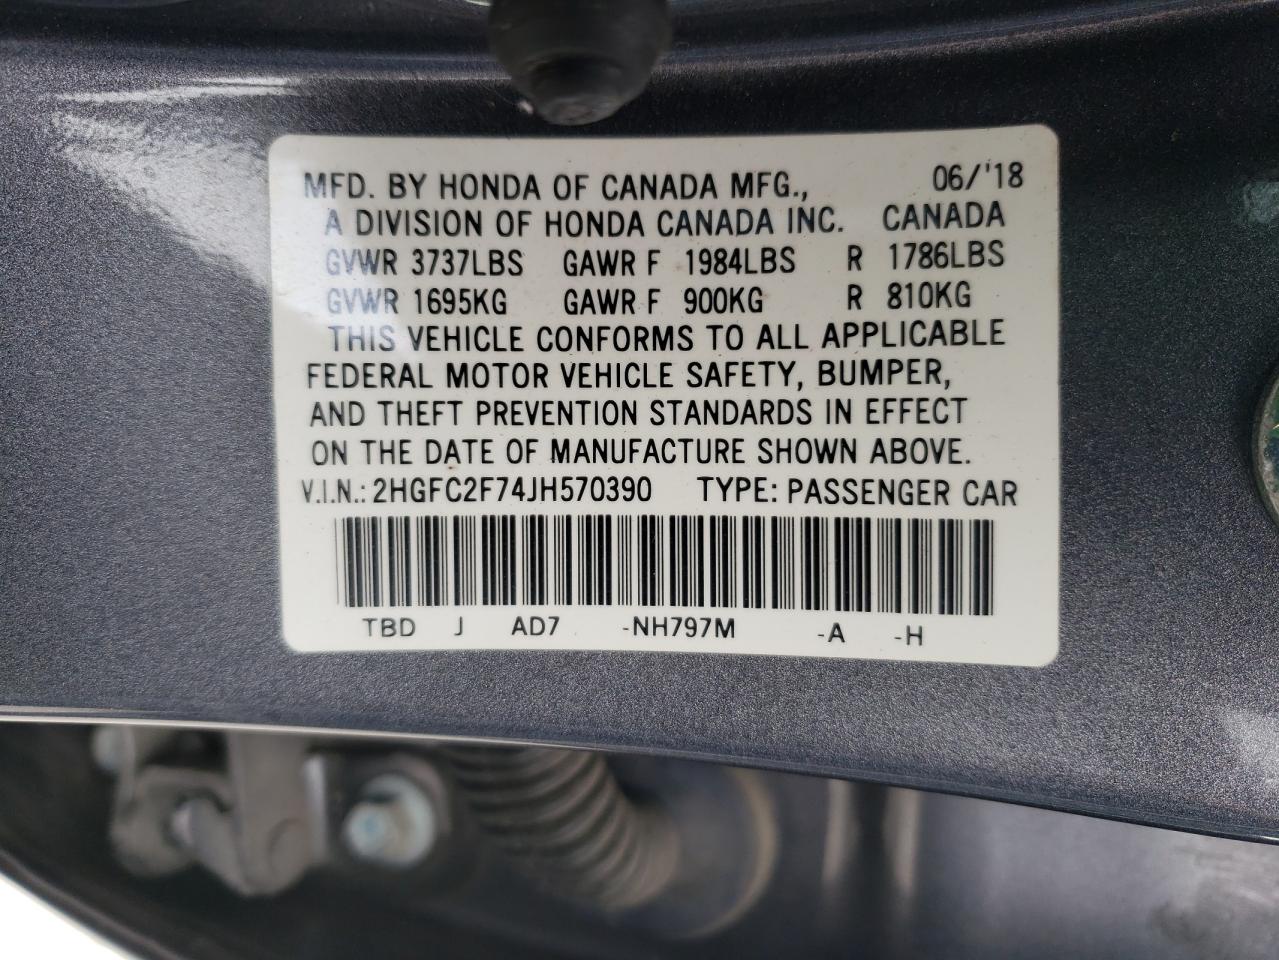 MFD. BY HONDA OF CANADA MFG., 06/'18
A DIVISION OF HONDA CANADA INC. CANADA
GVWR 3737LBS GAWR F 1984LBS R 1786LBS
GVWR 1695KG GAWR F 900KG R 810KG
THIS VEHICLE CONFORMS TO ALL APPLICABLE
FEDERAL MOTOR VEHICLE SAFETY, BUMPER,
AND THEFT PREVENTION STANDARDS IN EFFECT
ON THE DATE OF MANUFACTURE SHOWN ABOVE.
V.I.N.: 2HGFC2F74JH570390 TYPE: PASSENGER CAR
TBD J AD7 -NH797M -A -H